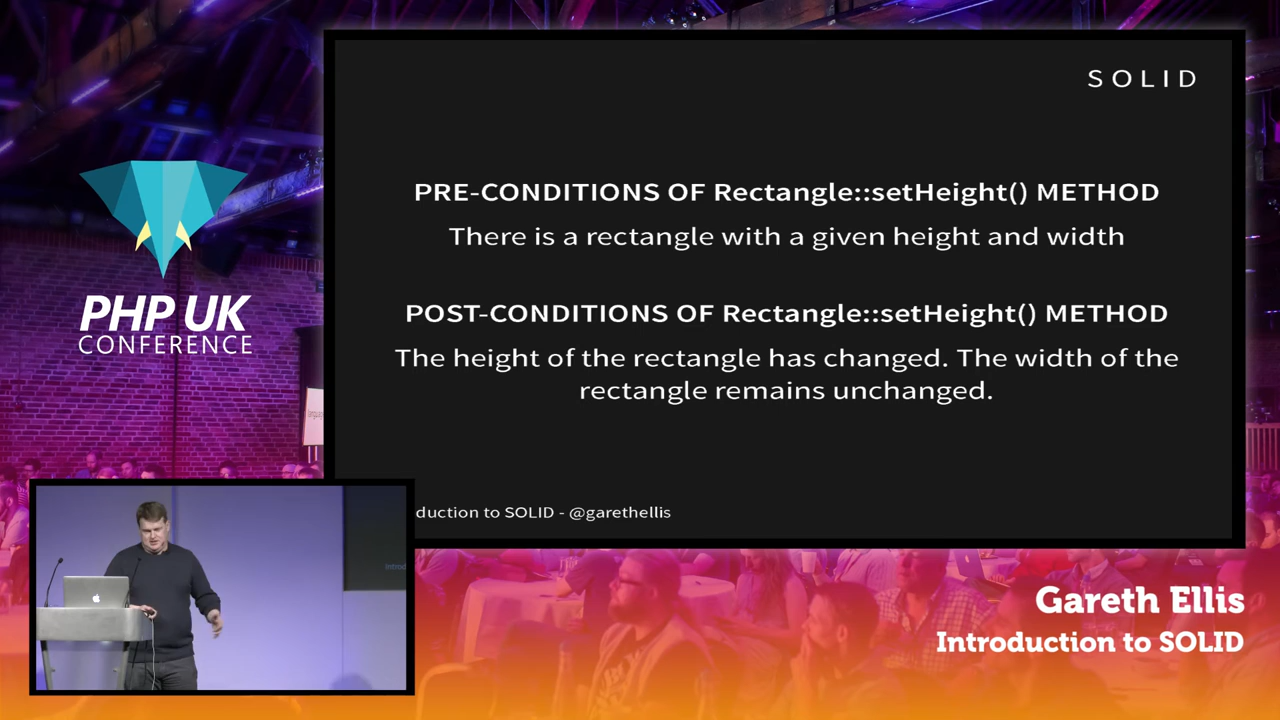 SOLID
PRE-CONDITIONS OF Rectangle::setHeight() METHOD
There is a rectangle with a given height and width
POST-CONDITIONS OF Rectangle::setHeight() METHOD
The height of the rectangle has changed. The width of the
rectangle remains unchanged.
duction to SOLID - @garethellis
PHP UK
CONFERENCE
Introd
Gareth Ellis
Introduction to SOLID